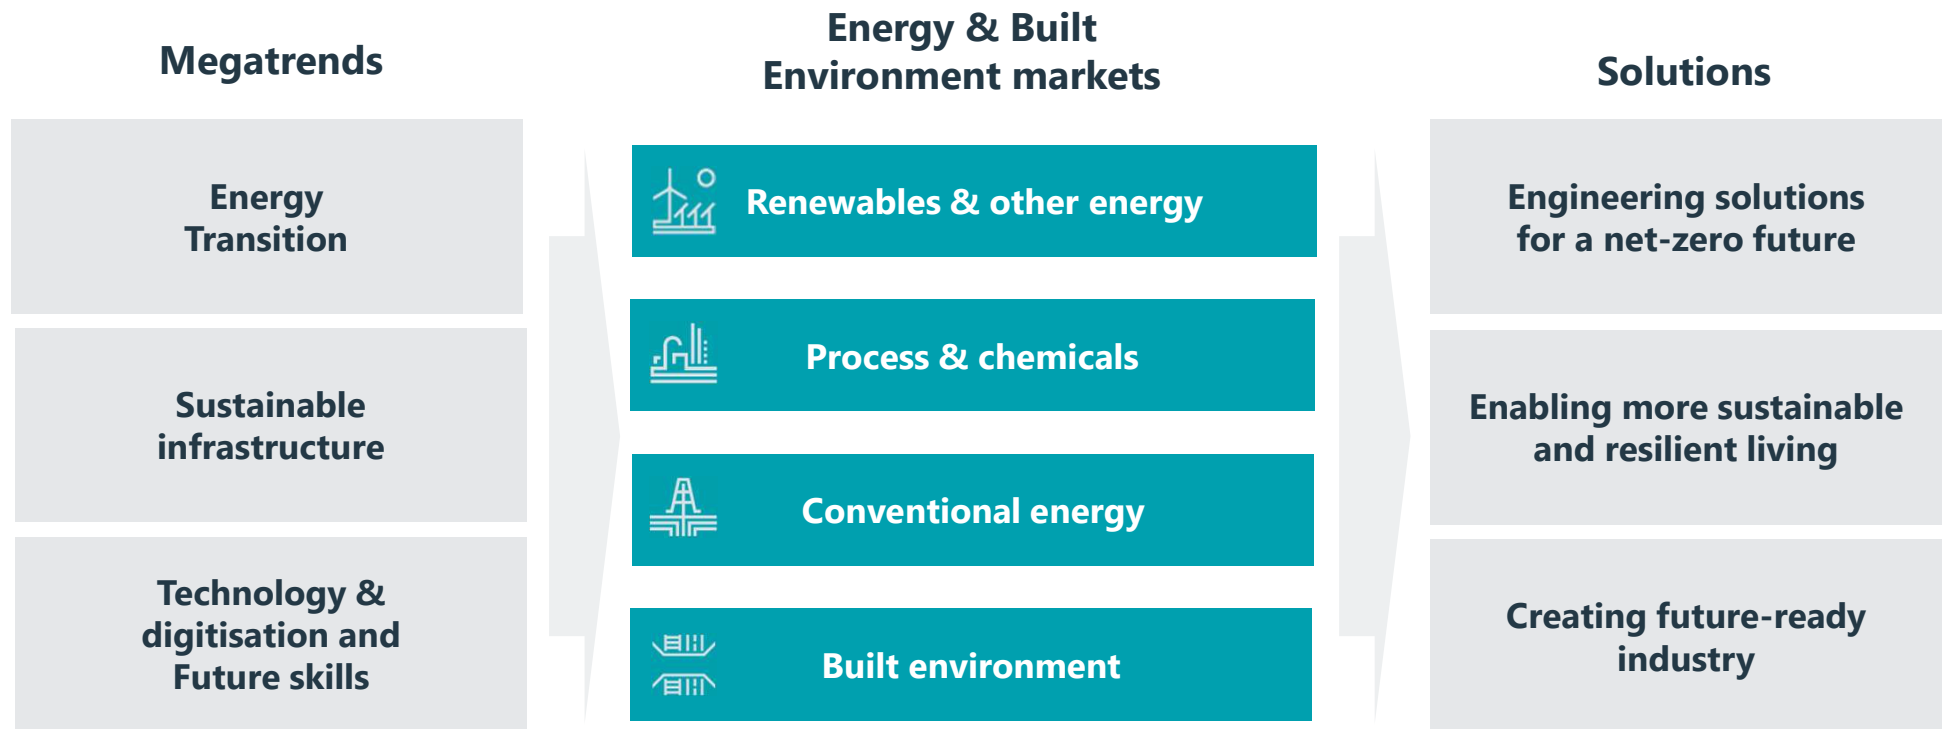 Megatrends
Energy
Transition
Sustainable
infrastructure
Technology &
digitisation and
Future skills
Energy & Built
Environment markets
Renewables & other energy
Process & chemicals
Conventional energy
Built environment
Solutions
Engineering solutions
for a net-zero future
Enabling more sustainable
and resilient living
Creating future-ready
industry